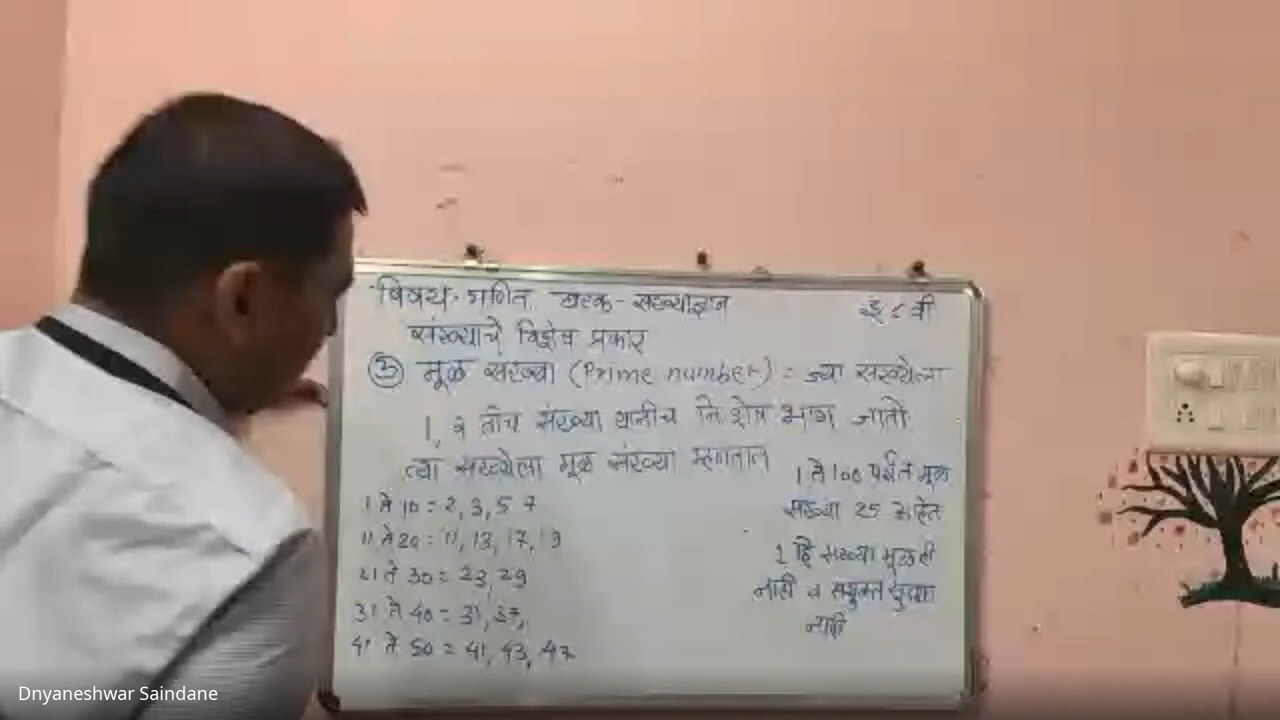 विषय- गणित घटक - संख्याज्ञान इ ८ वी
संख्याचे विशेष प्रकार
③ मूळ संख्या (Prime number) = ज्या संख्येला
1, व तीच संख्या यानीच नि:शेष भाग जातो
त्या संख्येला मूळ संख्या म्हणतात
1 ते 10 = 2, 3, 5 7
11 ते 20 = 11, 13, 17, 19
21 ते 30 = 23, 29
31 ते 40 = 31, 37,
41 ते 50 = 41, 43, 47
1 ते 100 पर्यंत मूळ
संख्या 25 आहेत
1 हि संख्या मूळही
नाही व संयुक्त सुध्दा
नाही
Dnyaneshwar Saindane